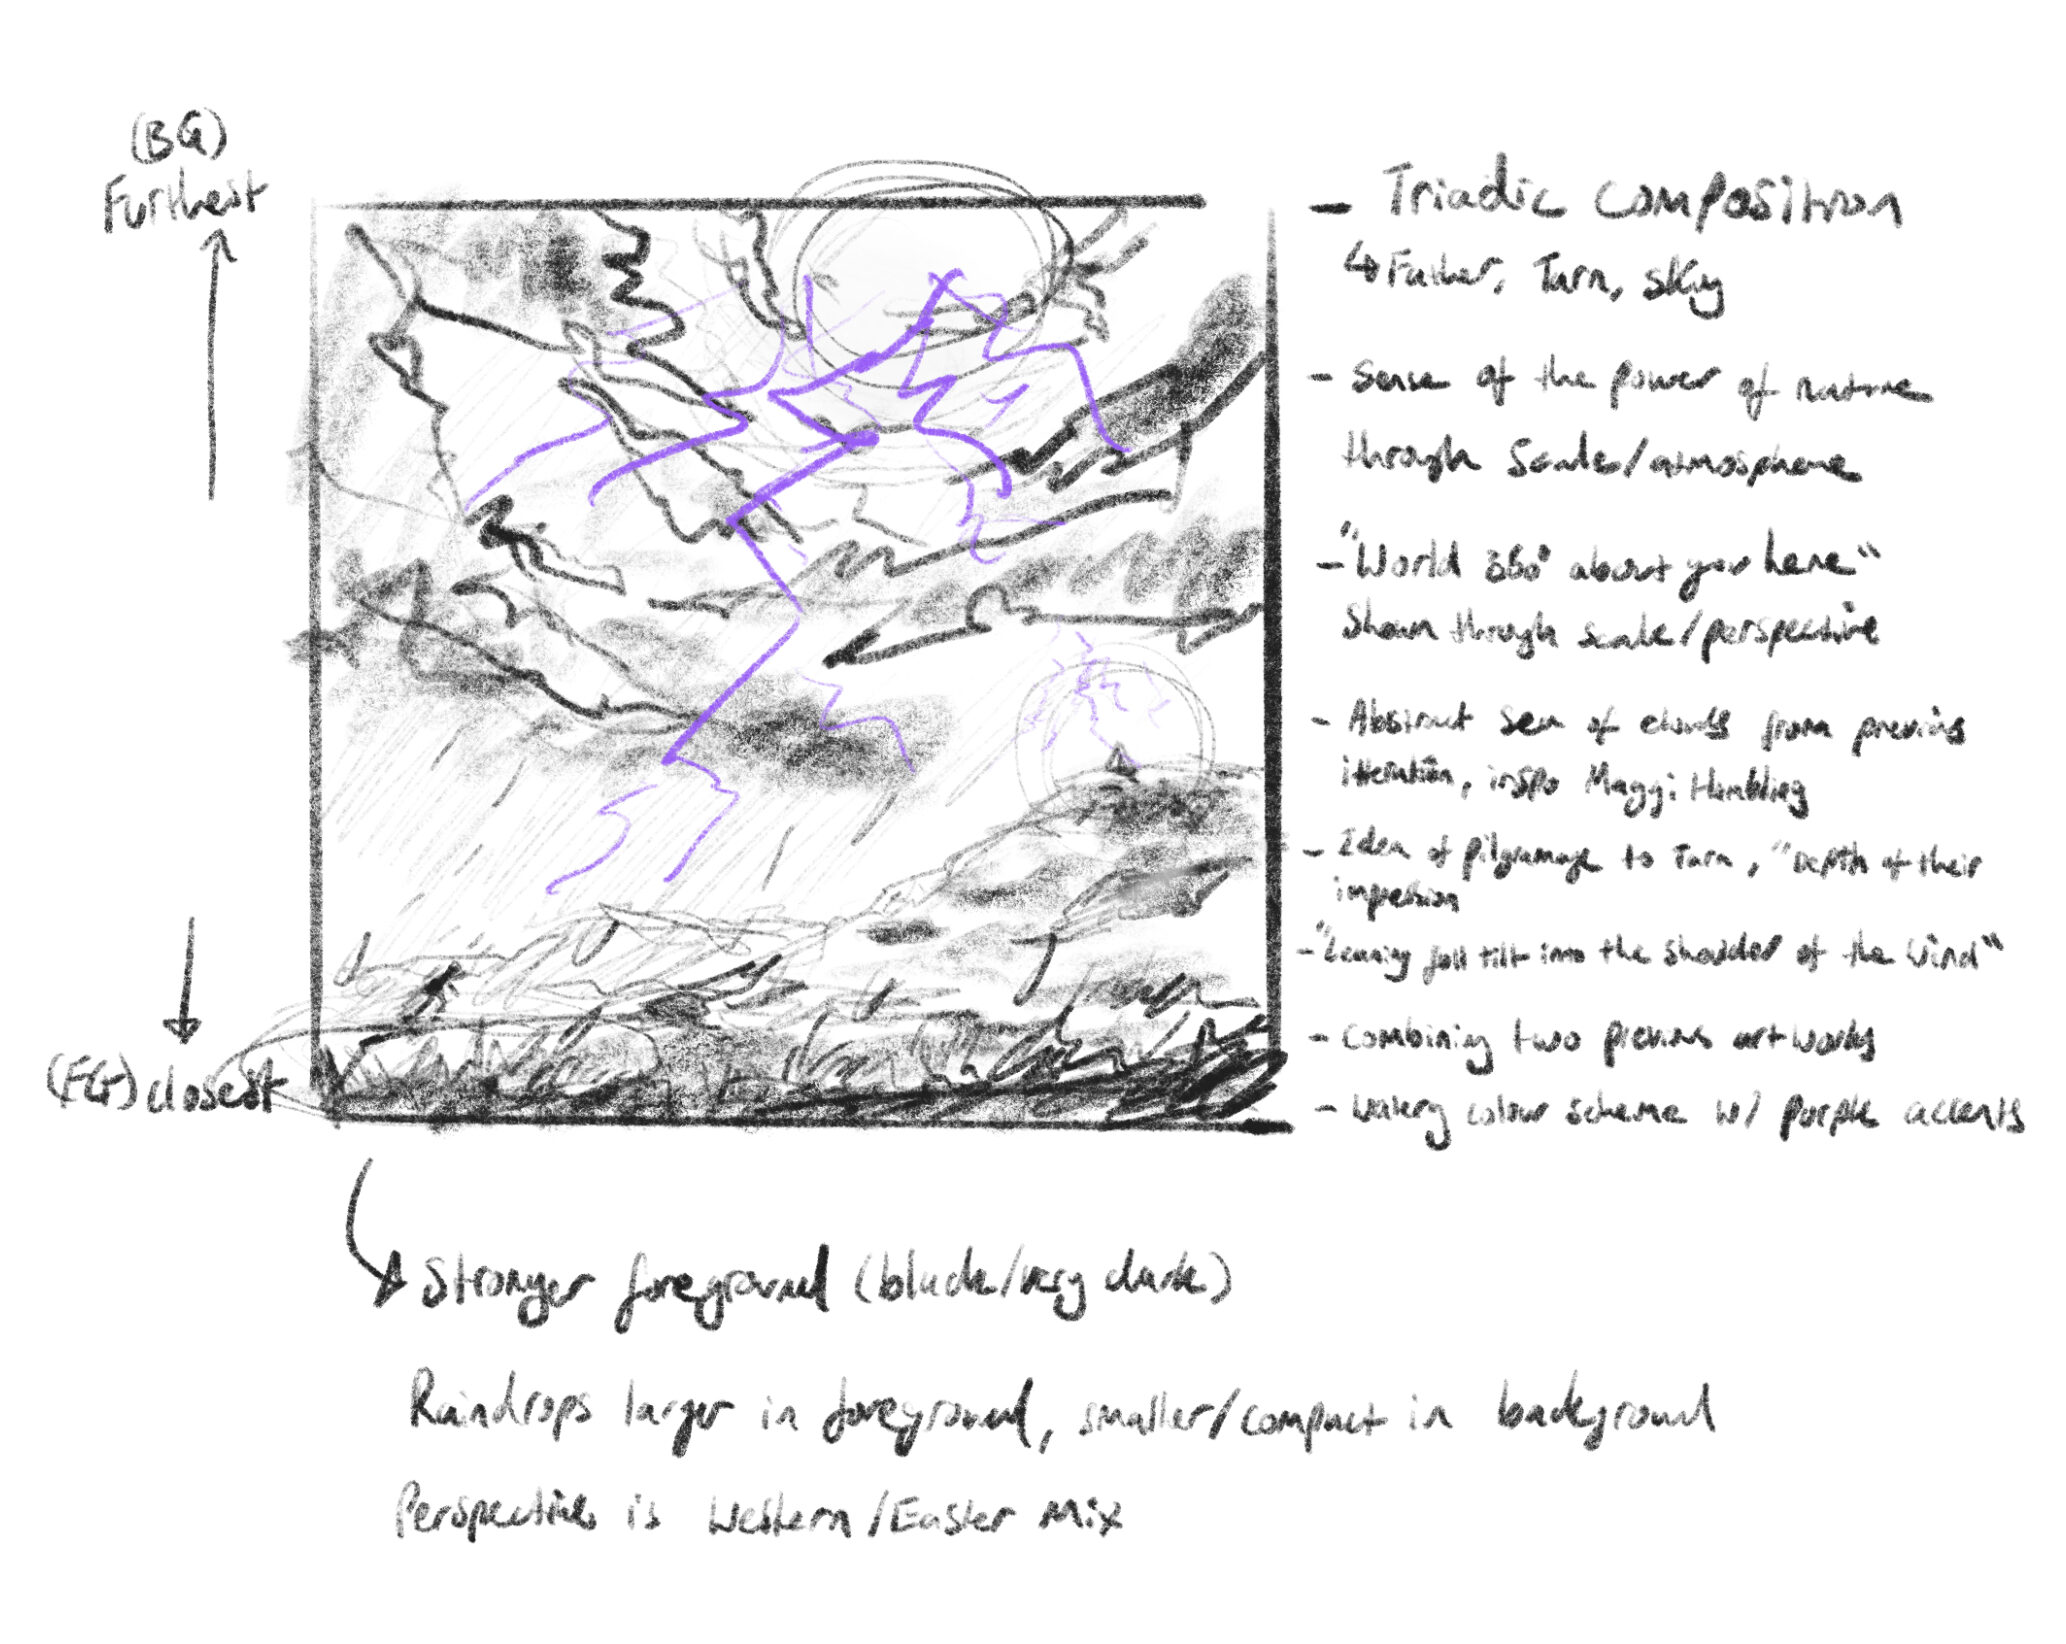 (BG)
Furthest
(FG) closest
- Triadic composition
↳ Father, Tarn, Sky
- Sense of the power of nature
through Scale/atmosphere
- "World 360° about you here"
Shown through scale/perspective
- Abstract sea of clouds from previous
itteration, inspo Maggi Hambling
- Idea of pilgramage to Tarn, "Depth of their
impression
- "Leaning full tilt into the shoulder of the wind"
- Combining two previous artworks
- Watery colour scheme w/ purple accents
Stronger foreground (black/very dark)
Raindrops larger in foreground, smaller/compact in background
Perspective is Western/Easter mix